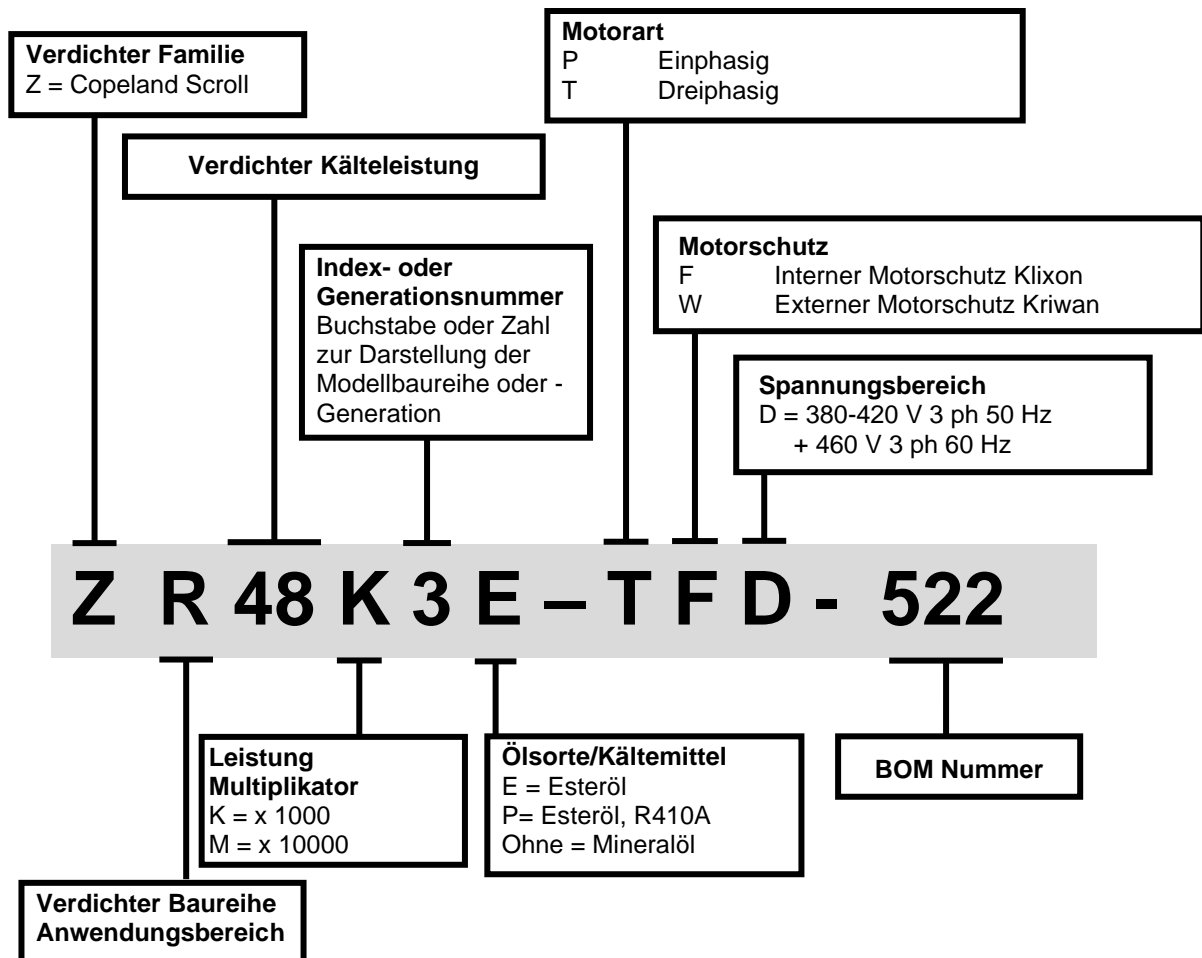 Verdichter Familie
Z = Copeland Scroll
Motorart
P Einphasig
T Dreiphasig
Verdichter Kälteleistung
Index- oder
Generationsnummer
Buchstabe oder Zahl
zur Darstellung der
Modellbaureihe oder -
Generation
Motorschutz
F Interner Motorschutz Klixon
W Externer Motorschutz Kriwan
Spannungsbereich
D = 380-420 V 3 ph 50 Hz
+ 460 V 3 ph 60 Hz
Z R 48 K 3 E – T F D - 522
Leistung
Multiplikator
K = x 1000
M = x 10000
Ölsorte/Kältemittel
E = Esteröl
P= Esteröl, R410A
Ohne = Mineralöl
BOM Nummer
Verdichter Baureihe
Anwendungsbereich